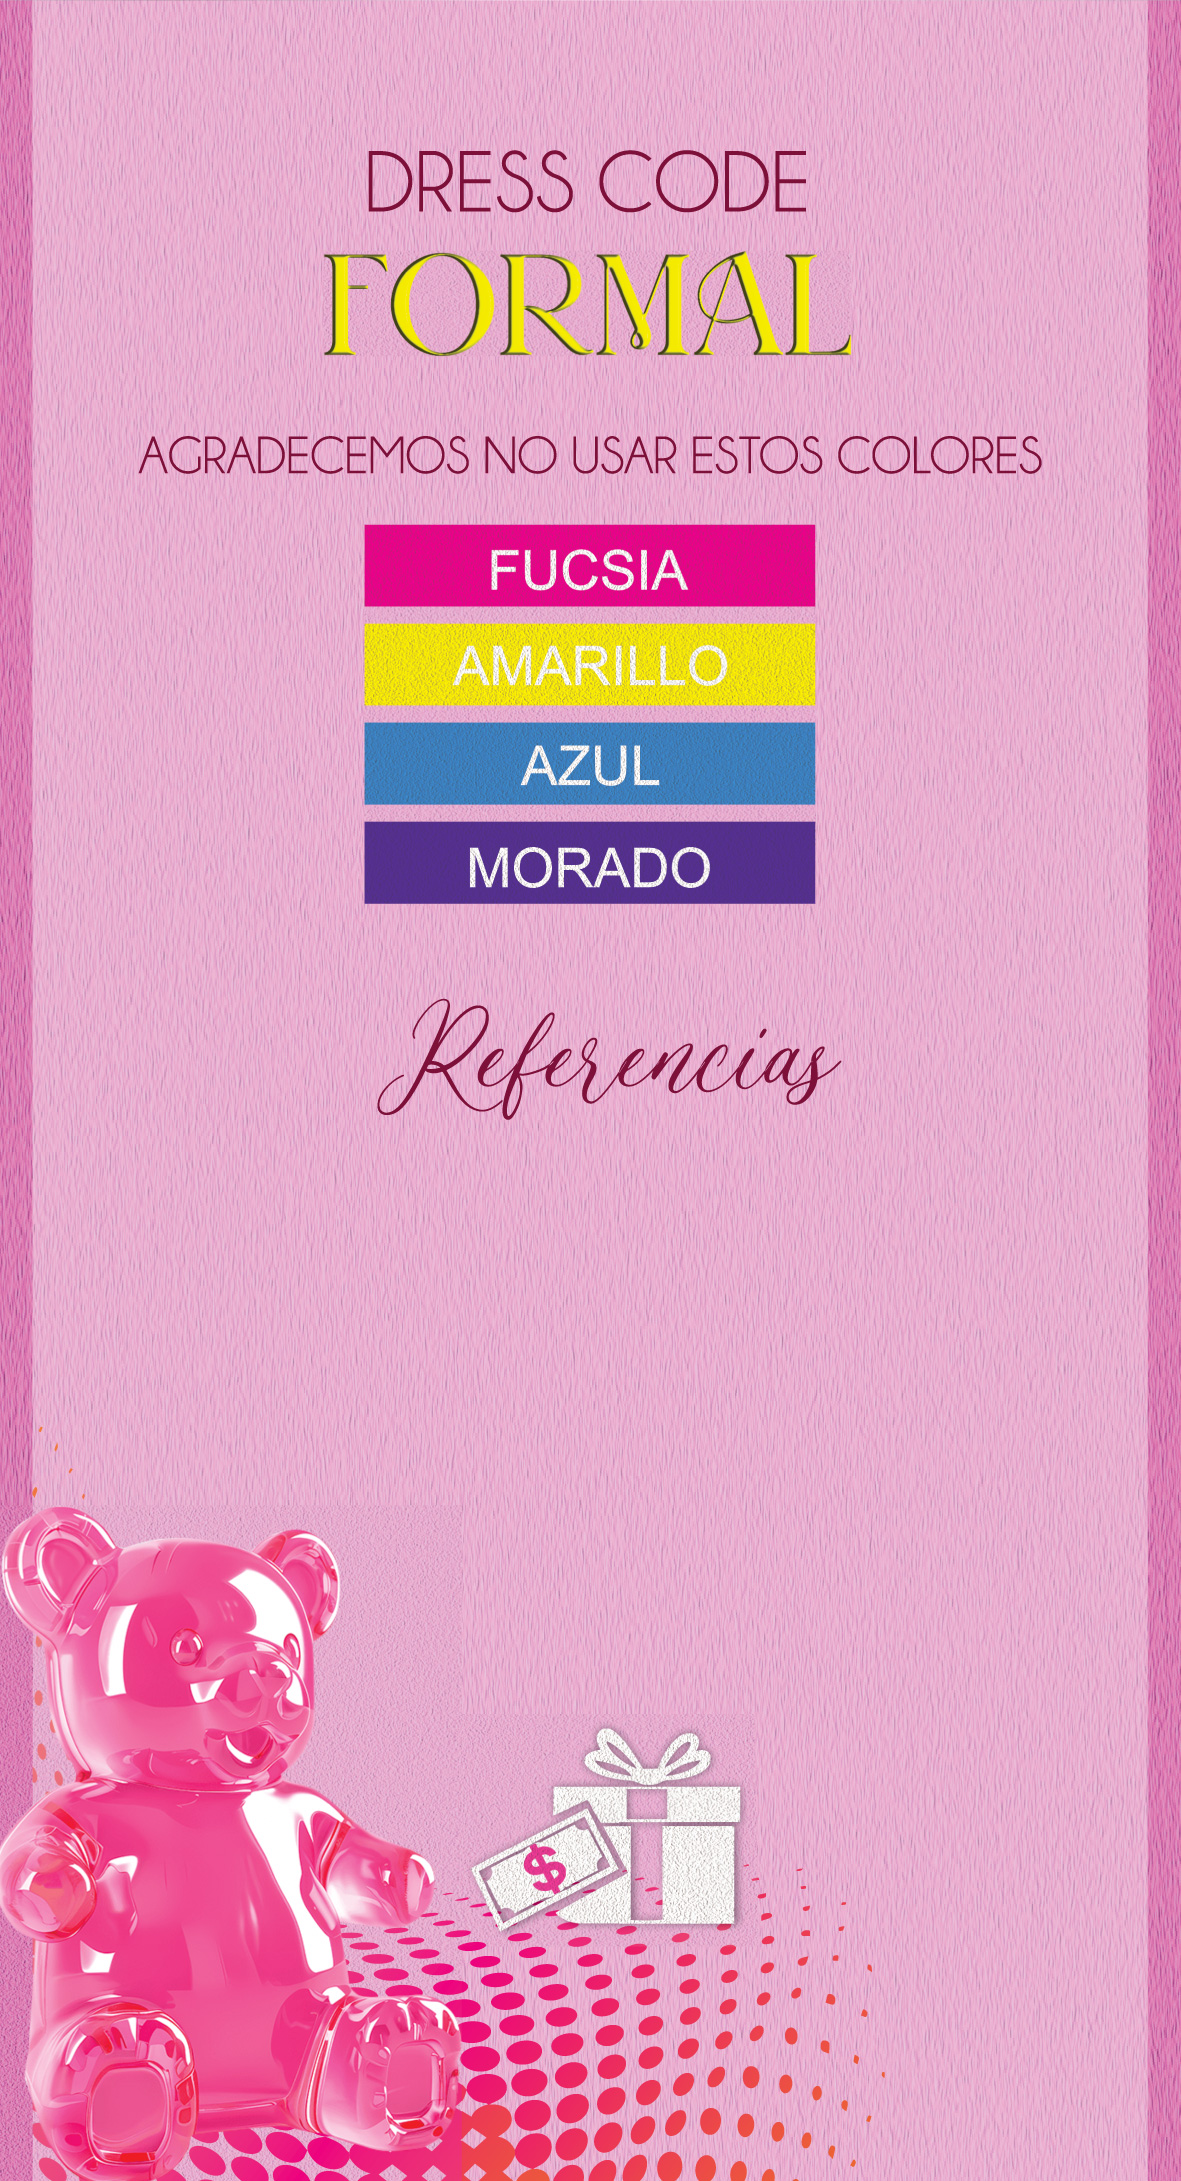 DRESS CODE
FORMAL
AGRADECEMOS NO USAR ESTOS COLORES
FUCSIA
AMARILLO
AZUL
MORADO
Referencias
$